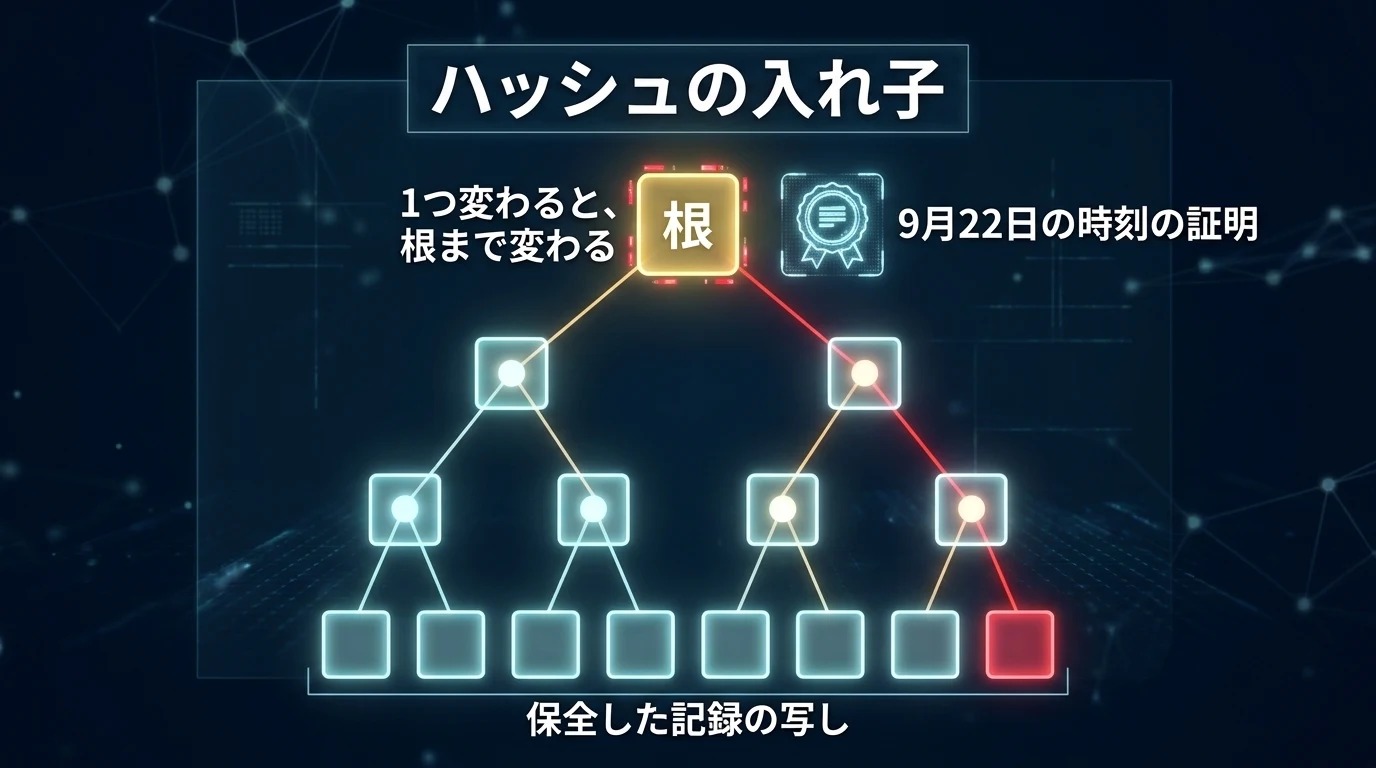 ハッシュの入れ子
1つ変わると、
根まで変わる
根
9月22日の時刻の証明
保全した記録の写し